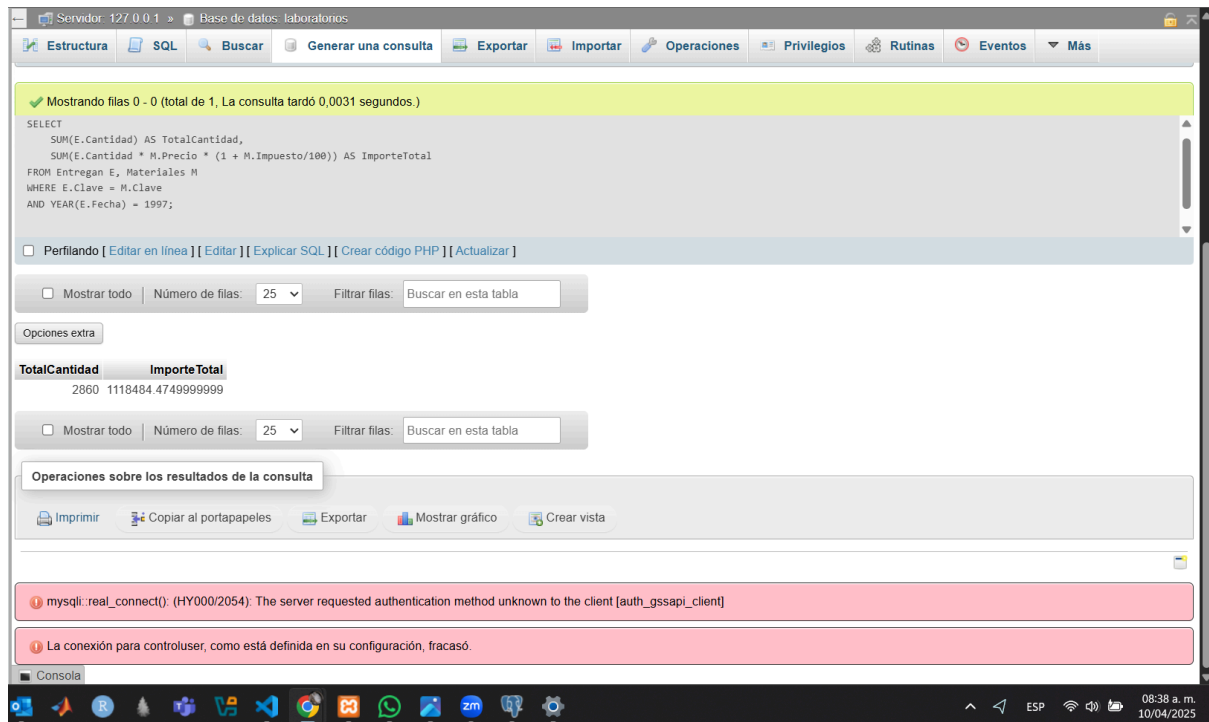 Servidor: 127.0.0.1 » Base de datos: laboratorios
Estructura SQL Buscar Generar una consulta Exportar Importar Operaciones Privilegios Rutinas Eventos Más
Mostrando filas 0 - 0 (total de 1, La consulta tardó 0,0031 segundos.)
SELECT
SUM(E.Cantidad) AS TotalCantidad,
SUM(E.Cantidad * M.Precio * (1 + M.Impuesto/100)) AS ImporteTotal
FROM Entregan E, Materiales M
WHERE E.Clave = M.Clave
AND YEAR(E.Fecha) = 1997;
Perfilando [ Editar en línea ] [ Editar ] [ Explicar SQL ] [ Crear código PHP ] [ Actualizar ]
Mostrar todo | Número de filas: 25 Filtrar filas: Buscar en esta tabla
Opciones extra
TotalCantidad ImporteTotal
2860 1118484.4749999999
Mostrar todo | Número de filas: 25 Filtrar filas: Buscar en esta tabla
Operaciones sobre los resultados de la consulta
Imprimir Copiar al portapapeles Exportar Mostrar gráfico Crear vista
mysqli::real_connect(): (HY000/2054): The server requested authentication method unknown to the client [auth_gssapi_client]
La conexión para controluser, como está definida en su configuración, fracasó.
Consola
R zm ESP 08:38 a. m.
10/04/2025